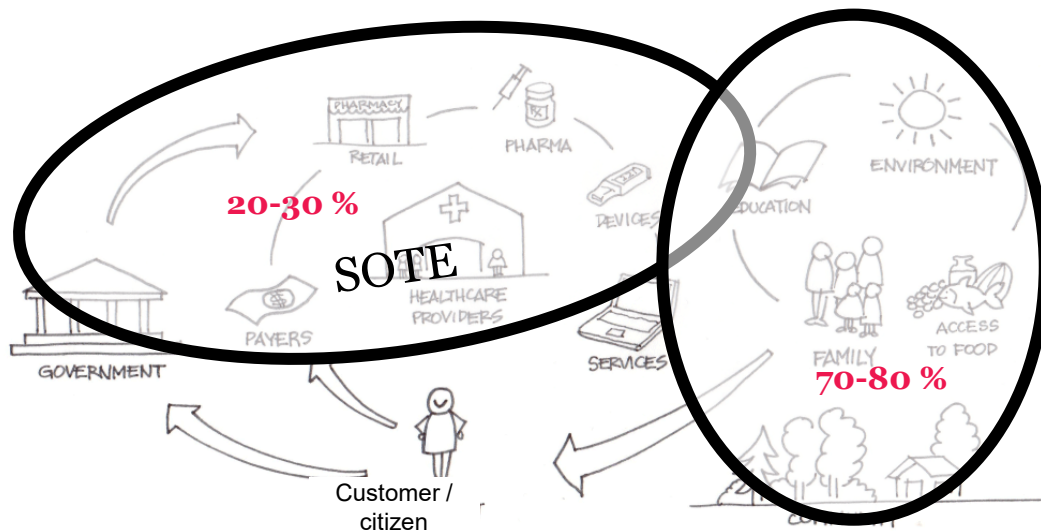 PHARMACY
RETAIL
RX
PHARMA
DEVICES
EDUCATION
ENVIRONMENT
20-30 %
SOTE
HEALTHCARE
PROVIDERS
$
PAYERS
GOVERNMENT
SERVICES
FAMILY
ACCESS
TO FOOD
70-80 %
Customer /
citizen